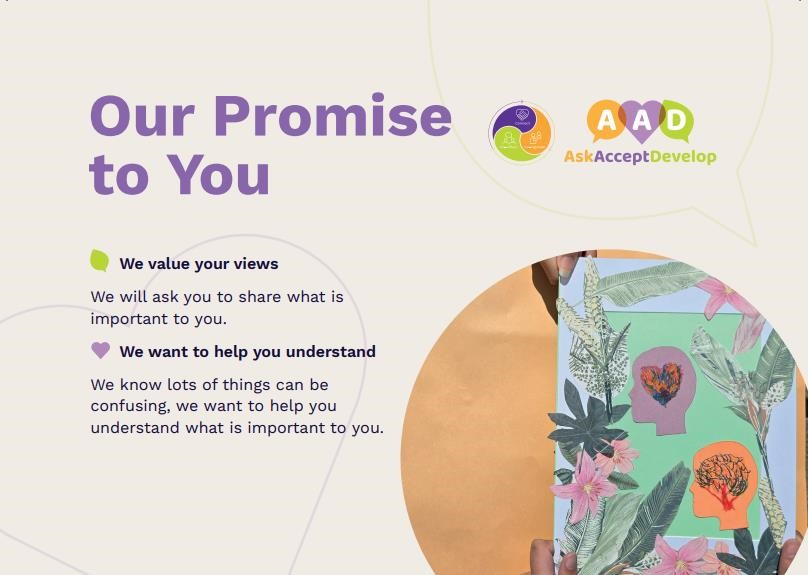 Our Promise
to You
A A D
AskAcceptDevelop
We value your views
We will ask you to share what is
important to you.
We want to help you understand
We know lots of things can be
confusing, we want to help you
understand what is important to you.